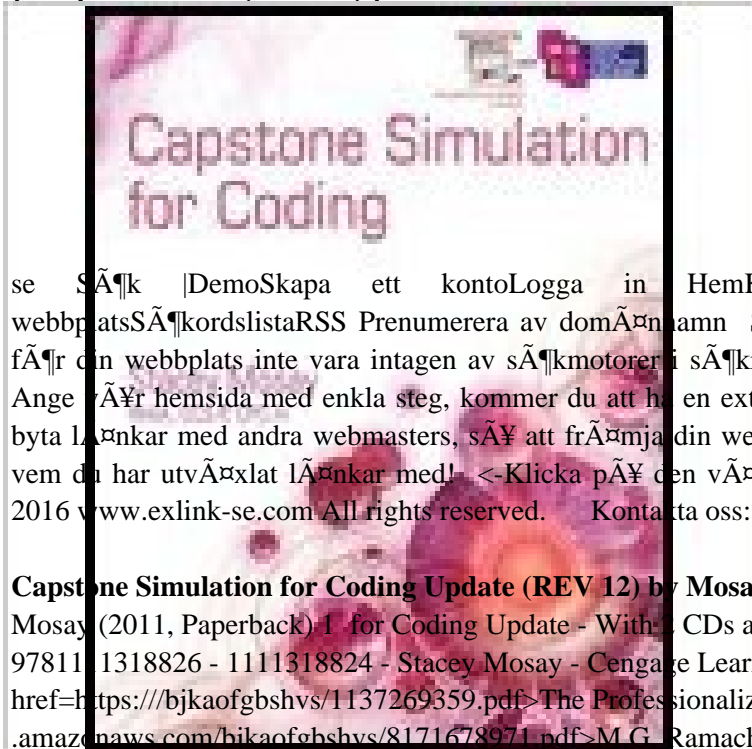 Capstone Simulation
for Coding
se SÃ¶k |DemoSkapa ett kontoLogga in HemF
webbplatsSÃ¶kordslistaRSS Prenumerera av domÃ¤nnamn
fÃ¶r din webbplats inte vara intagen av sÃ¶kmotorer i sÃ¶k
Ange vÃ¥r hemsida med enkla steg, kommer du att ha en ext
byta lÃ¤nkar med andra webmasters, sÃ¥ att frÃ¤mja din we
vem du har utvÃ¤xlat lÃ¤nkar med! <-Klicka pÃ¥ den vÃ¤
2016 www.exlink-se.com All rights reserved. Kontakta oss:
Capstone Simulation for Coding Update (REV 12) by Mosa
Mosay (2011, Paperback) 1 for Coding Update - With 2 CDs a
9781111318826 - 1111318824 - Stacey Mosay - Cengage Lear
href=https:///bjkaofgbshvs/1137269359.pdf>The Professionaliz
.amazonaws.com/bjkaofgbshvs/8171678971.pdf>M.G. Ramach